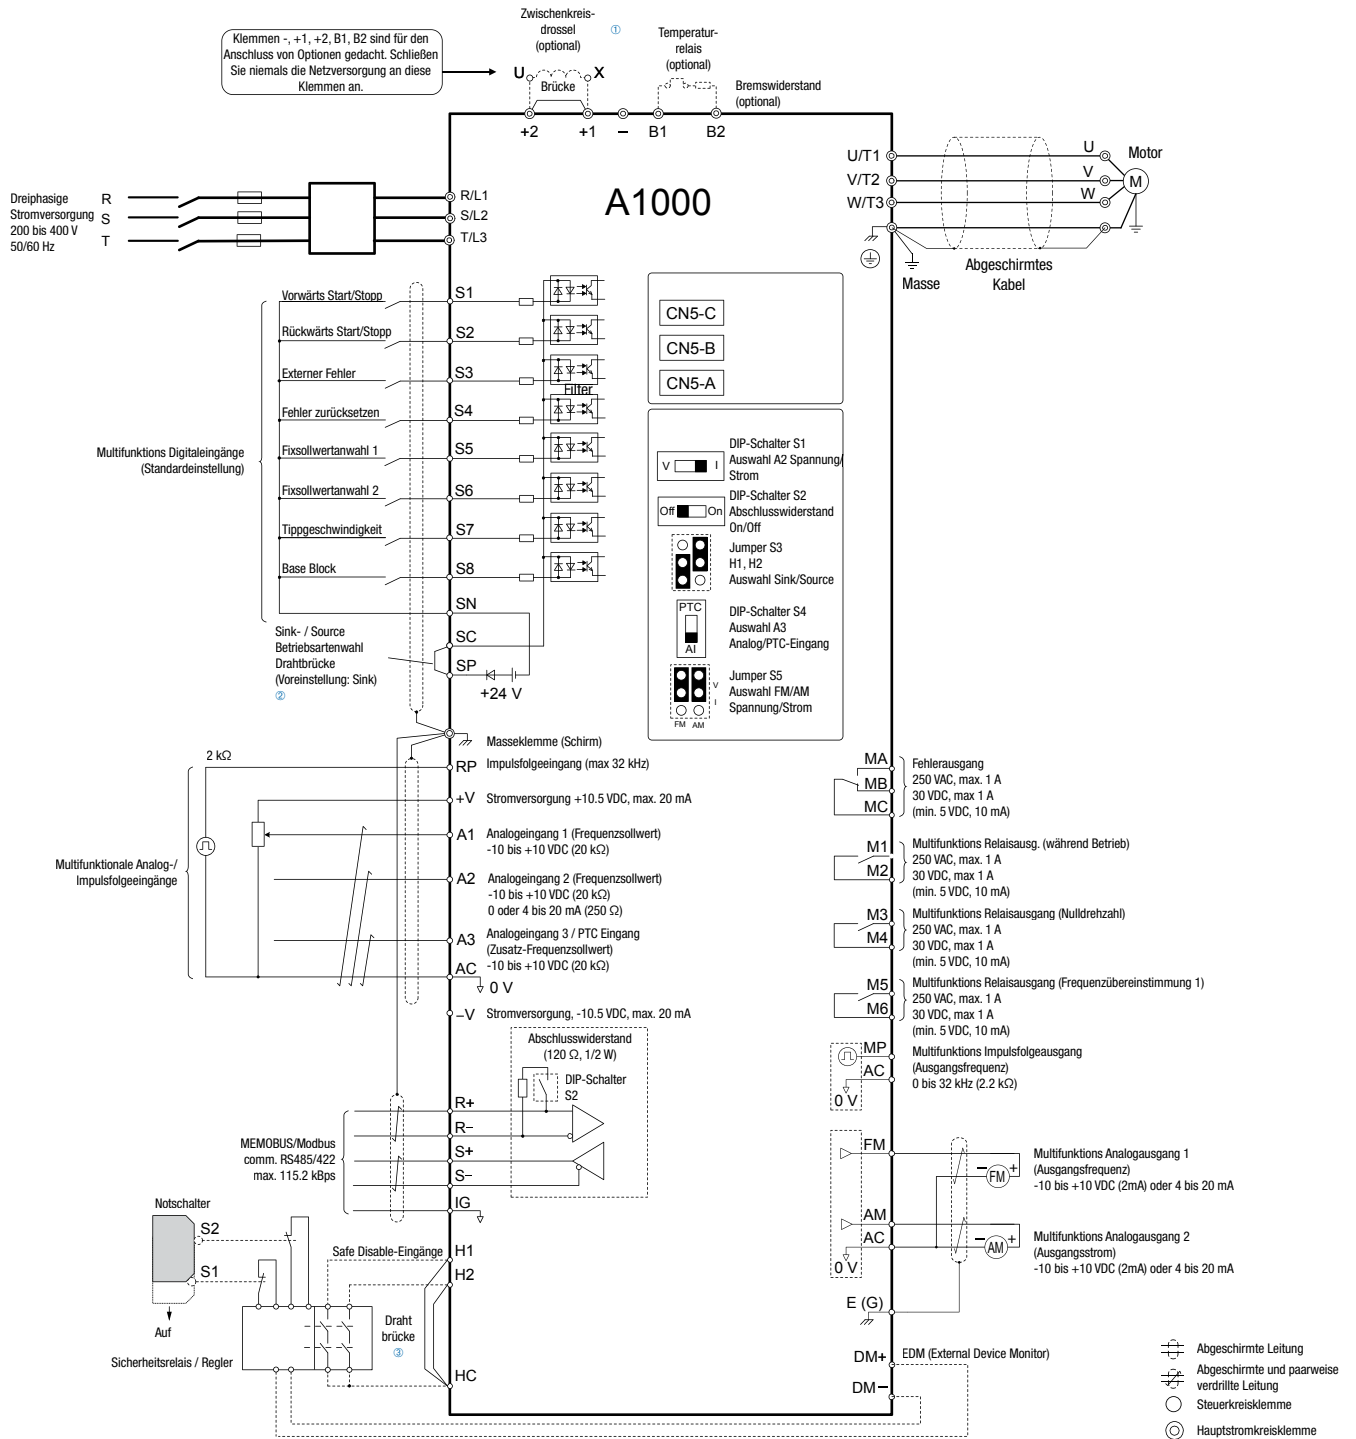 Zwischenkreis-
drossel
(optional)
①
Temperatur-
relais
(optional)
Klemmen -, +1, +2, B1, B2 sind für den
Anschluss von Optionen gedacht. Schließen
Sie niemals die Netzversorgung an diese
Klemmen an.
U
X
Brücke
Bremswiderstand
(optional)
+2
+1
–
B1
B2
Dreiphasige
Stromversorgung
200 bis 400 V
50/60 Hz
R
S
T
R/L1
S/L2
T/L3
A1000
U/T1
V/T2
W/T3
U
V
W
Motor
M
Masse
Abgeschirmtes
Kabel
Multifunktions Digitaleingänge
(Standardeinstellung)
Vorwärts Start/Stopp
S1
Rückwärts Start/Stopp
S2
Externer Fehler
S3
Filter
Fehler zurücksetzen
S4
Fixsollwertanwahl 1
S5
Fixsollwertanwahl 2
S6
Tippgeschwindigkeit
S7
Base Block
S8
SN
SC
SP
+24 V
Sink- / Source
Betriebsartenwahl
Drahtbrücke
(Voreinstellung: Sink)
②
CN5-C
CN5-B
CN5-A
V
I
DIP-Schalter S1
Auswahl A2 Spannung/
Strom
Off
On
DIP-Schalter S2
Abschlusswiderstand
On/Off
Jumper S3
H1, H2
Auswahl Sink/Source
PTC
AI
DIP-Schalter S4
Auswahl A3
Analog/PTC-Eingang
V
I
FM AM
Jumper S5
Auswahl FM/AM
Spannung/Strom
Masseklemme (Schirm)
2 kΩ
RP
Impulsfolgeeingang (max 32 kHz)
+V
Stromversorgung +10.5 VDC, max. 20 mA
Multifunktionale Analog-/
Impulsfolgeeingänge
A1
Analogeingang 1 (Frequenzsollwert)
-10 bis +10 VDC (20 kΩ)
A2
Analogeingang 2 (Frequenzsollwert)
-10 bis +10 VDC (20 kΩ)
0 oder 4 bis 20 mA (250 Ω)
A3
Analogeingang 3 / PTC Eingang
(Zusatz-Frequenzsollwert)
-10 bis +10 VDC (20 kΩ)
AC
0 V
–V
Stromversorgung, -10.5 VDC, max. 20 mA
Abschlusswiderstand
(120 Ω, 1/2 W)
DIP-Schalter
S2
MEMOBUS/Modbus
comm. RS485/422
max. 115.2 kBps
R+
R–
S+
S–
IG
MA
MB
MC
Fehlerausgang
250 VAC, max. 1 A
30 VDC, max 1 A
(min. 5 VDC, 10 mA)
M1
M2
Multifunktions Relaisausg. (während Betrieb)
250 VAC, max. 1 A
30 VDC, max 1 A
(min. 5 VDC, 10 mA)
M3
M4
Multifunktions Relaisausgang (Nulldrehzahl)
250 VAC, max. 1 A
30 VDC, max 1 A
(min. 5 VDC, 10 mA)
M5
M6
Multifunktions Relaisausgang (Frequenzübereinstimmung 1)
250 VAC, max. 1 A
30 VDC, max 1 A
(min. 5 VDC, 10 mA)
MP
AC
0 V
Multifunktions Impulsfolgeausgang
(Ausgangsfrequenz)
0 bis 32 kHz (2.2 kΩ)
FM
– FM +
Multifunktions Analogausgang 1
(Ausgangsfrequenz)
-10 bis +10 VDC (2mA) oder 4 bis 20 mA
AM
AC
0 V
– AM +
Multifunktions Analogausgang 2
(Ausgangsstrom)
-10 bis +10 VDC (2mA) oder 4 bis 20 mA
E (G)
DM+
DM–
EDM (External Device Monitor)
Notschalter
S2
S1
Auf
Sicherheitsrelais / Regler
Safe Disable-Eingänge
H1
H2
HC
Draht
brücke
③
Abgeschirmte Leitung
Abgeschirmte und paarweise
verdrillte Leitung
Steuerkreisklemme
Hauptstromkreisklemme